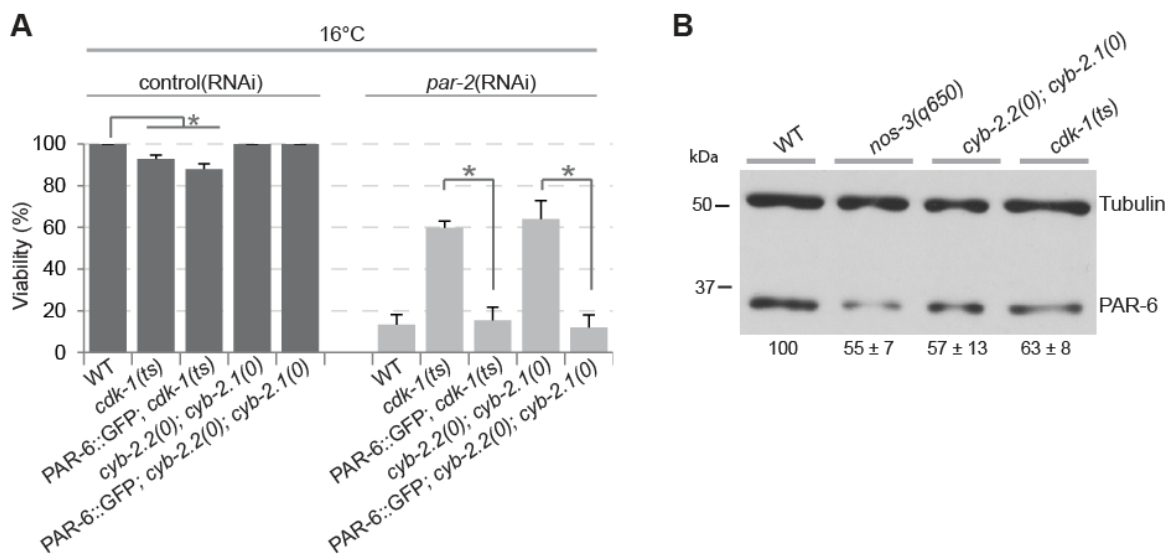 A
16°C
control(RNAi)
par-2(RNAi)
*
*
*
Viability (%)
100
80
60
40
20
0
WT
cdk-1(ts)
PAR-6::GFP; cdk-1(ts)
cyb-2.2(0); cyb-2.1(0)
PAR-6::GFP; cyb-2.2(0); cyb-2.1(0)
WT
cdk-1(ts)
PAR-6::GFP; cdk-1(ts)
cyb-2.2(0); cyb-2.1(0)
PAR-6::GFP; cyb-2.2(0); cyb-2.1(0)
B
WT
nos-3(q650)
cyb-2.2(0); cyb-2.1(0)
cdk-1(ts)
kDa
50
Tubulin
37
PAR-6
100 55 ± 7 57 ± 13 63 ± 8